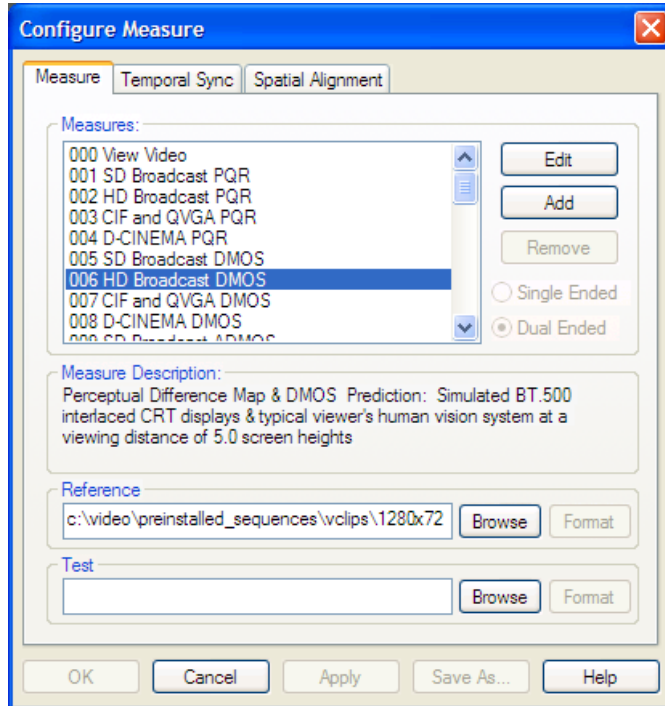 Configure Measure
Measure Temporal Sync Spatial Alignment
Measures:
000 View Video
001 SD Broadcast PQR
002 HD Broadcast PQR
003 CIF and QVGA PQR
004 D-CINEMA PQR
005 SD Broadcast DMOS
006 HD Broadcast DMOS
007 CIF and QVGA DMOS
008 D-CINEMA DMOS
009 SD Broadcast ADMOS
Edit
Add
Remove
Single Ended
Dual Ended
Measure Description:
Perceptual Difference Map & DMOS Prediction: Simulated BT.500
interlaced CRT displays & typical viewer's human vision system at a
viewing distance of 5.0 screen heights
Reference
c:\video\preinstalled_sequences\vclips\1280x72 Browse Format
Test
Browse Format
OK Cancel Apply Save As... Help